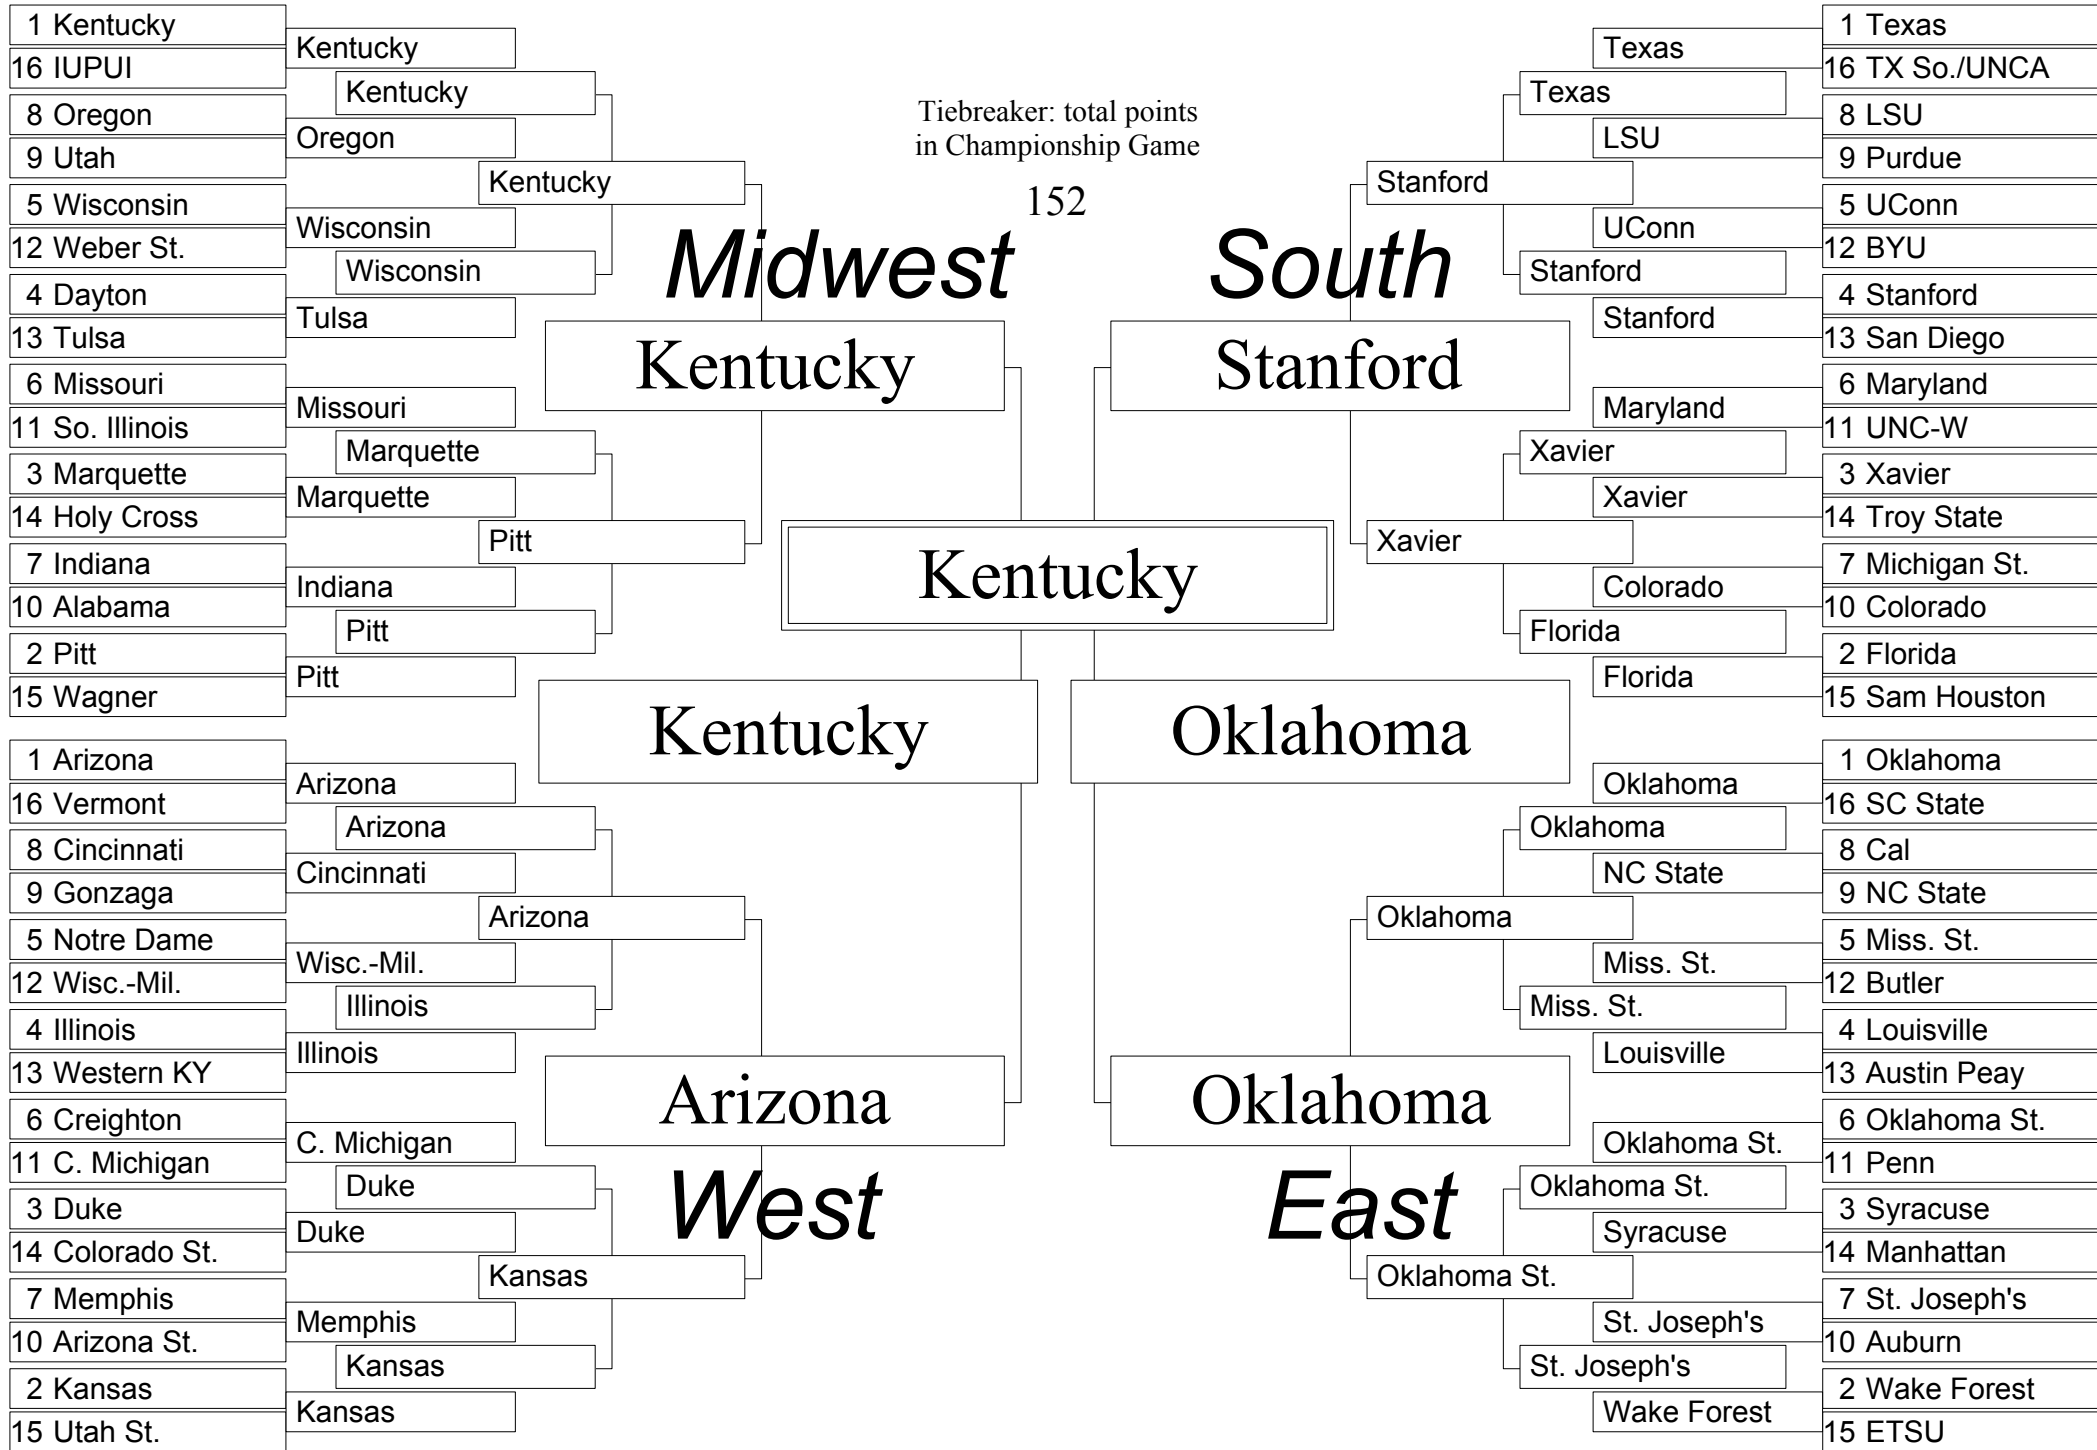 1 Kentucky
16 IUPUI
8 Oregon
9 Utah
5 Wisconsin
12 Weber St.
4 Dayton
13 Tulsa
6 Missouri
11 So. Illinois
3 Marquette
14 Holy Cross
7 Indiana
10 Alabama
2 Pitt
15 Wagner
Kentucky
Oregon
Wisconsin
Tulsa
Missouri
Marquette
Indiana
Pitt
Kentucky
Wisconsin
Marquette
Pitt
Kentucky
Pitt
Midwest
Kentucky
1 Arizona
16 Vermont
8 Cincinnati
9 Gonzaga
5 Notre Dame
12 Wisc.-Mil.
4 Illinois
13 Western KY
6 Creighton
11 C. Michigan
3 Duke
14 Colorado St.
7 Memphis
10 Arizona St.
2 Kansas
15 Utah St.
Arizona
Cincinnati
Wisc.-Mil.
Illinois
C. Michigan
Duke
Memphis
Kansas
Arizona
Illinois
Duke
Kansas
Arizona
Kansas
Arizona
West
Tiebreaker: total points
in Championship Game
152
Kentucky
Kentucky
Oklahoma
South
Stanford
Stanford
Xavier
Texas
Stanford
Xavier
Florida
Texas
LSU
UConn
Stanford
Maryland
Xavier
Colorado
Florida
1 Texas
16 TX So./UNCA
8 LSU
9 Purdue
5 UConn
12 BYU
4 Stanford
13 San Diego
6 Maryland
11 UNC-W
3 Xavier
14 Troy State
7 Michigan St.
10 Colorado
2 Florida
15 Sam Houston
Oklahoma
East
Oklahoma
Oklahoma St.
Oklahoma
Miss. St.
Oklahoma St.
St. Joseph's
Oklahoma
NC State
Miss. St.
Louisville
Oklahoma St.
Syracuse
St. Joseph's
Wake Forest
1 Oklahoma
16 SC State
8 Cal
9 NC State
5 Miss. St.
12 Butler
4 Louisville
13 Austin Peay
6 Oklahoma St.
11 Penn
3 Syracuse
14 Manhattan
7 St. Joseph's
10 Auburn
2 Wake Forest
15 ETSU